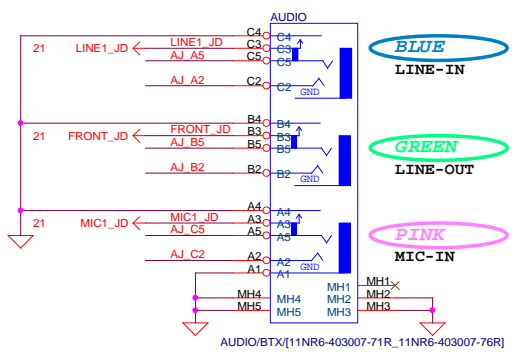 AUDIO
C4 C4
21 LINE1_JD LINE1_JD C3 C3
AJ_A5 C5 C5
BLUE
LINE-IN
AJ_A2 C2 C2
GND
B4 B4
21 FRONT_JD FRONT_JD B3 B3
AJ_B5 B5 B5
GREEN
LINE-OUT
AJ_B2 B2 B2
GND
A4 A4
21 MIC1_JD MIC1_JD A3 A3
AJ_C5 A5 A5
PINK
MIC-IN
AJ_C2 A2 A2
GND
A1 A1
MH1 MH1
MH4 MH4 MH2 MH2
MH5 MH5 MH3 MH3
AUDIO/BTX/[11NR6-403007-71R_11NR6-403007-76R]